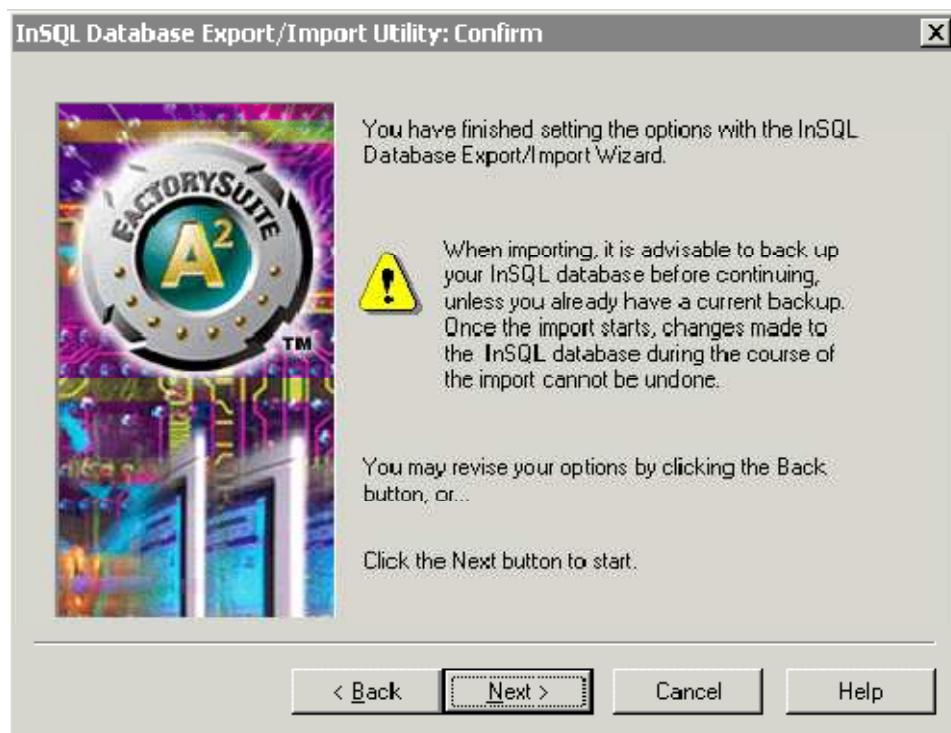 InSQL Database Export/Import Utility: Confirm
FACTORYSUITE
A2
TM
You have finished setting the options with the InSQL
Database Export/Import Wizard.
When importing, it is advisable to back up
your InSQL database before continuing,
unless you already have a current backup.
Once the import starts, changes made to
the InSQL database during the course of
the import cannot be undone.
You may revise your options by clicking the Back
button, or...
Click the Next button to start.
< Back
Next >
Cancel
Help